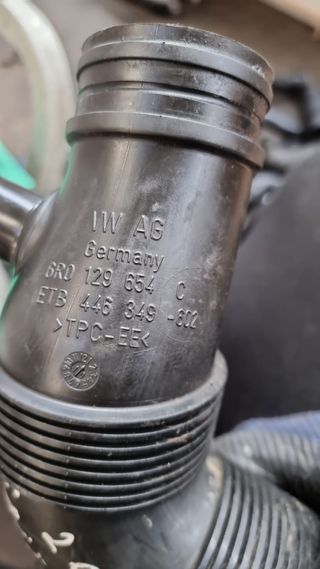 VW AG
Germany
6R0 129 654 C
ETB 446 349 -802
>TPC-EE<